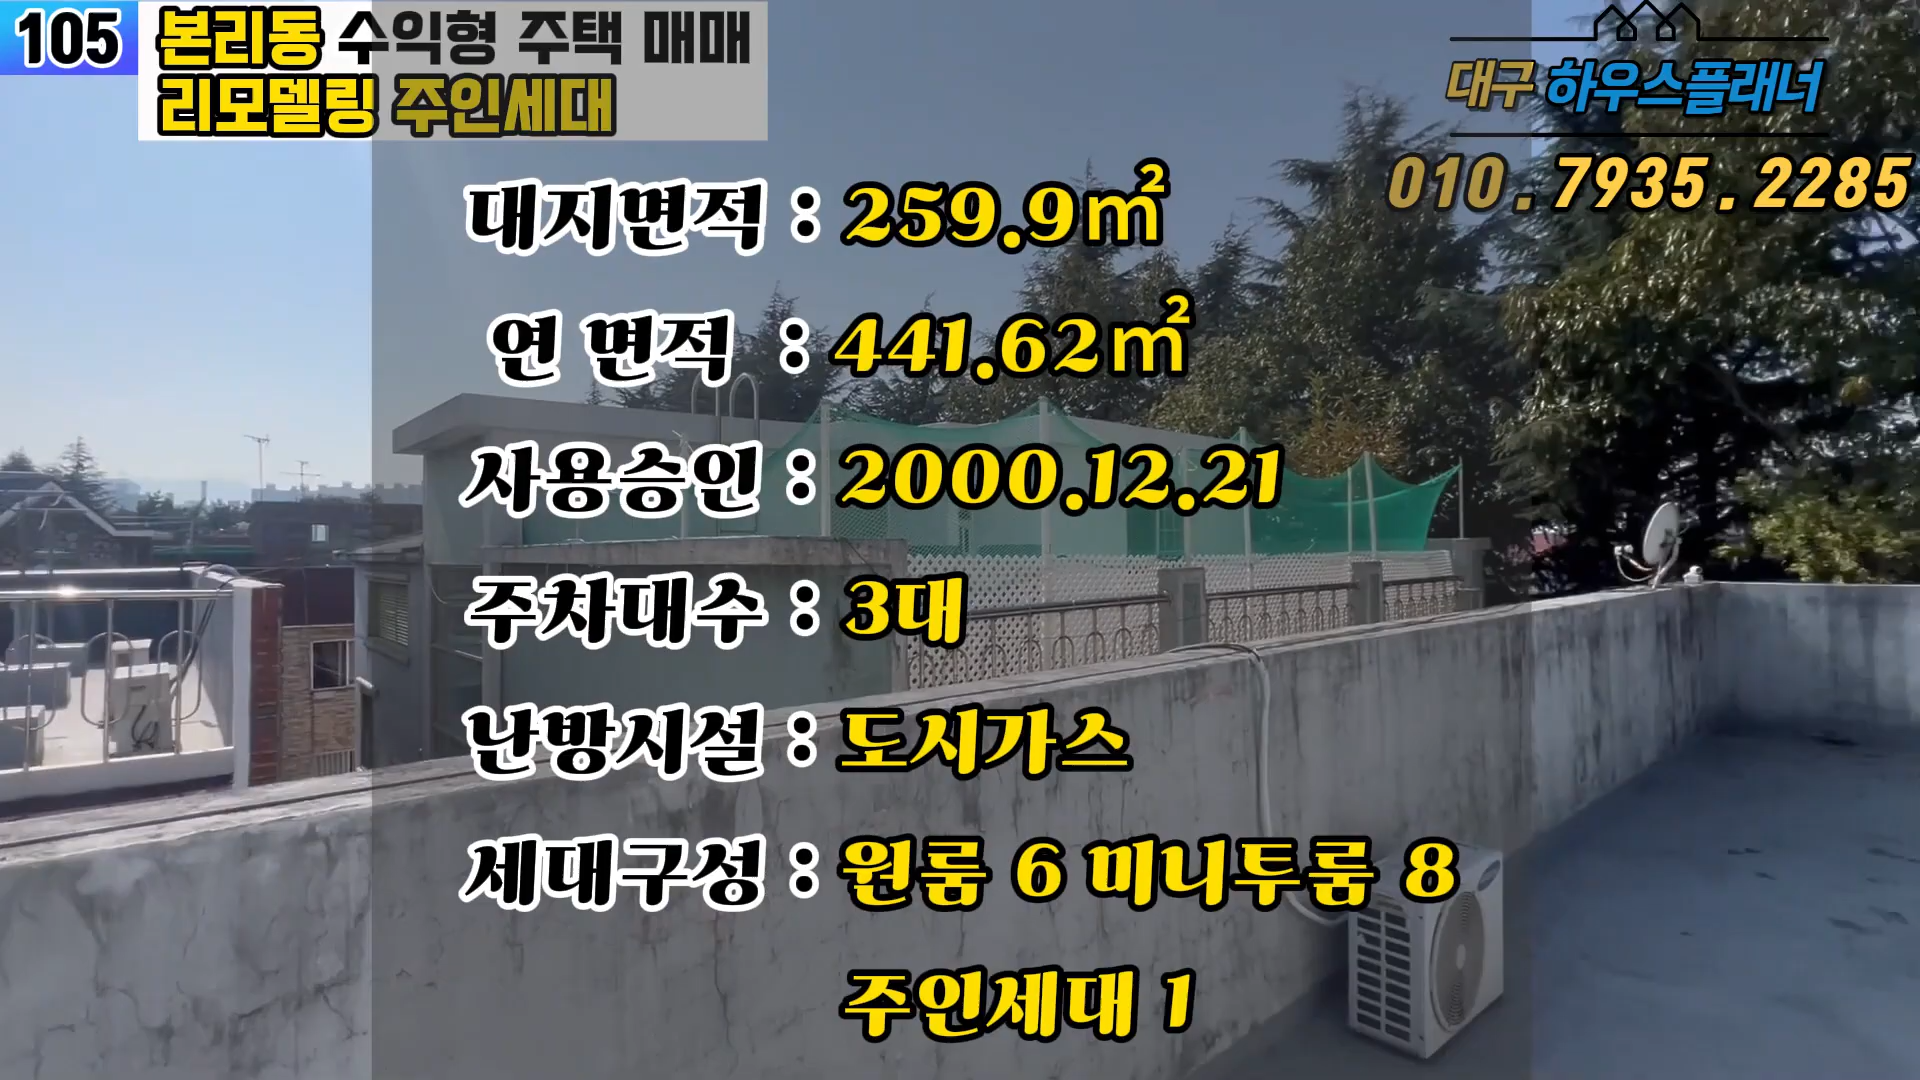 105
본리동 수익형 주택 매매
리모델링 주인세대
대구 하우스플래너
010.7935.2285
대지면적 : 259.9㎡
연 면적 : 441.62㎡
사용승인 : 2000.12.21
주차대수 : 3대
난방시설 : 도시가스
세대구성 : 원룸 6 미니투룸 8
주인세대 1